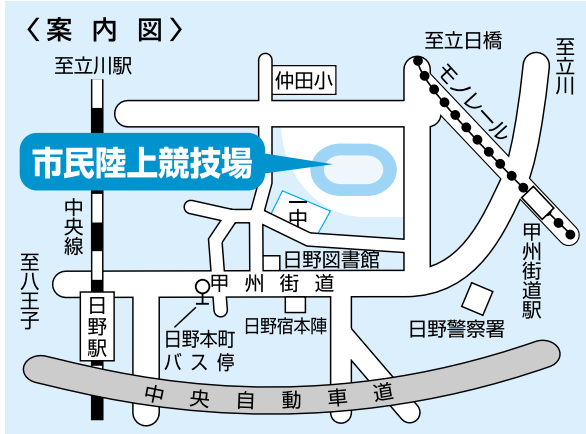 〈案内図〉
至立川駅
至立日橋
至立川
仲田小
モノレール
市民陸上競技場
一中
中央線
甲州街道駅
日野図書館
至八王子
甲州街道
日野駅
日野本町
バス停
日野宿本陣
日野警察署
中央自動車道